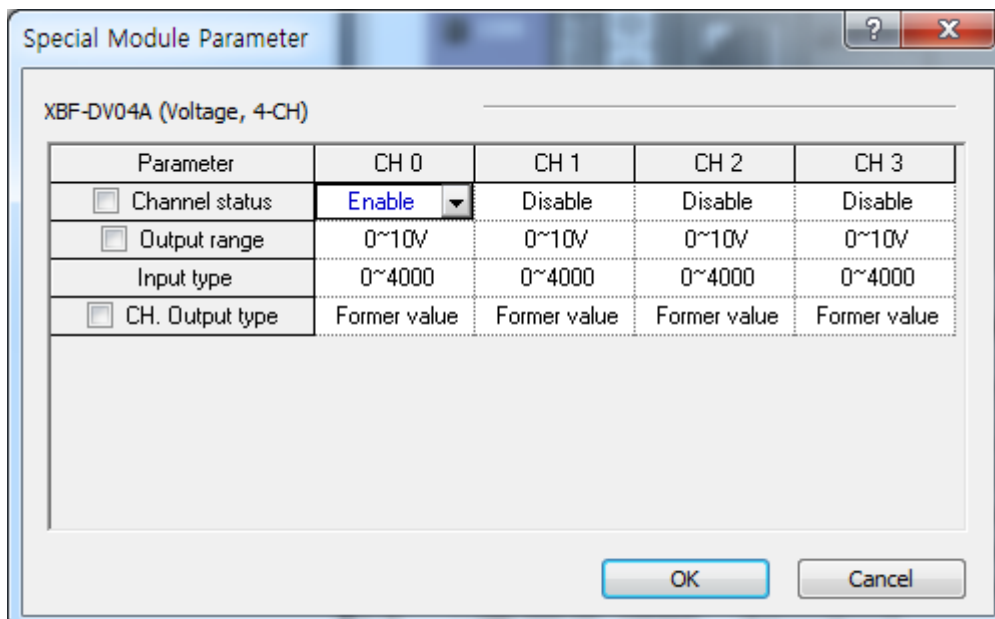 Special Module Parameter
?
X
XBF-DV04A (Voltage, 4-CH)
Parameter CH 0 CH 1 CH 2 CH 3
Channel status Enable Disable Disable Disable
Output range 0~10V 0~10V 0~10V 0~10V
Input type 0~4000 0~4000 0~4000 0~4000
CH. Output type Former value Former value Former value Former value
OK Cancel